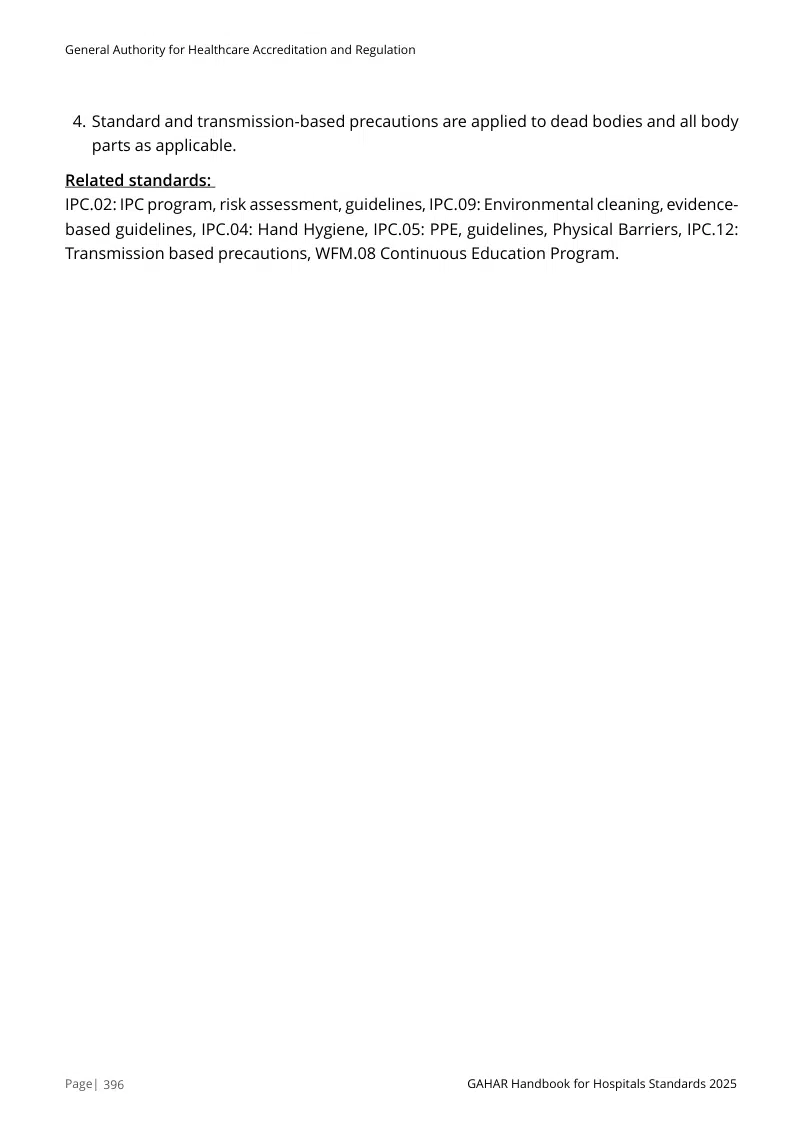 General Authority for Healthcare Accreditation and Regulation
4. Standard and transmission-based precautions are applied to dead bodies and all body
parts as applicable.
Related standards:
IPC.02: IPC program, risk assessment, guidelines, IPC.09: Environmental cleaning, evidence-
based guidelines, IPC.04: Hand Hygiene, IPC.05: PPE, guidelines, Physical Barriers, IPC.12:
Transmission based precautions, WFM.08 Continuous Education Program.
Page| 396 GAHAR Handbook for Hospitals Standards 2025